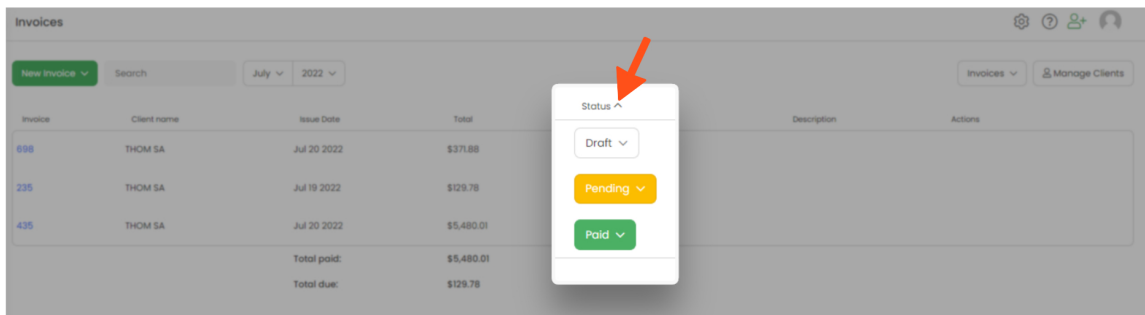 Invoices
New Invoice Search July 2022 Invoices Manage Clients
Invoice Client name Issue Date Total Status Description Actions
698 THOM SA Jul 20 2022 $371.88 Draft
235 THOM SA Jul 19 2022 $129.78 Pending
435 THOM SA Jul 20 2022 $5,480.01 Paid
Total paid: $5,480.01
Total due: $129.78